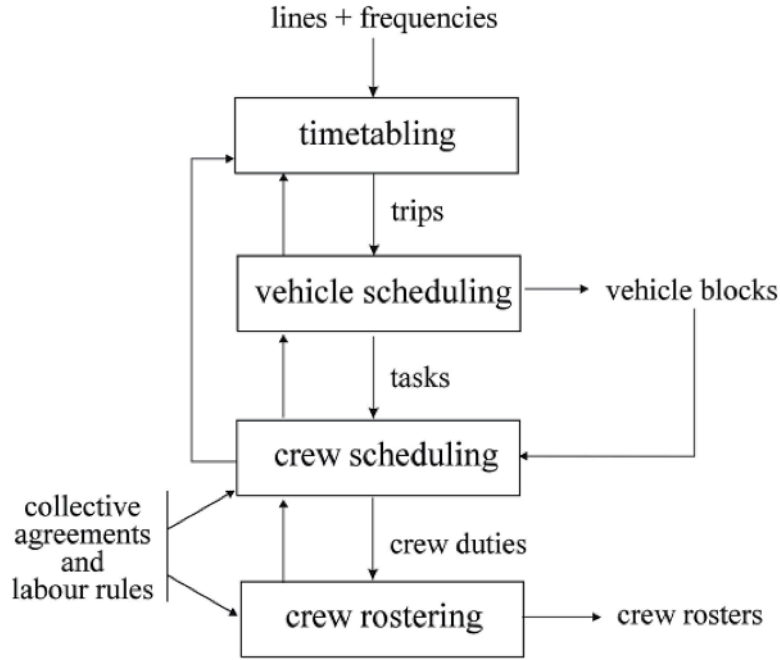 lines + frequencies
timetabling
trips
vehicle scheduling
vehicle blocks
tasks
crew scheduling
collective
agreements
and
labour rules
crew duties
crew rostering
crew rosters